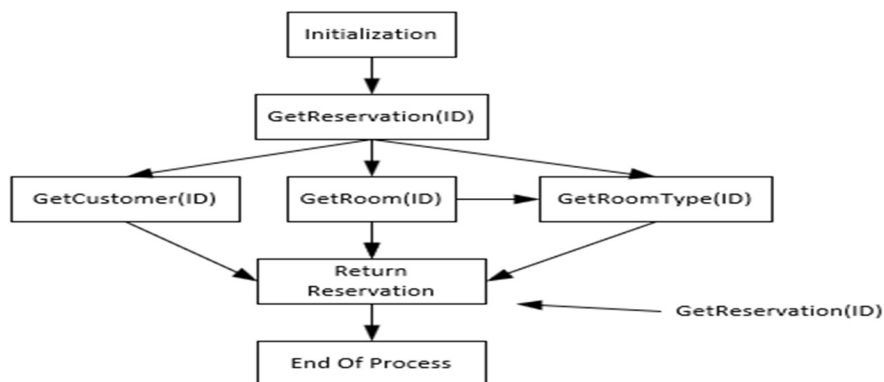 Initialization
GetReservation(ID)
GetCustomer(ID)
GetRoom(ID)
GetRoomType(ID)
Return
Reservation
GetReservation(ID)
End Of Process